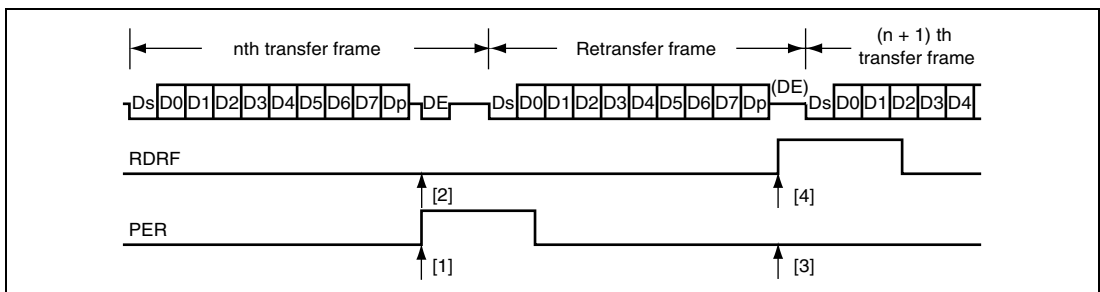 nth transfer frame
Retransfer frame
(n + 1) th
transfer frame
Ds D0 D1 D2 D3 D4 D5 D6 D7 Dp DE Ds D0 D1 D2 D3 D4 D5 D6 D7 Dp (DE) Ds D0 D1 D2 D3 D4
RDRF
[2]
[4]
PER
[1]
[3]